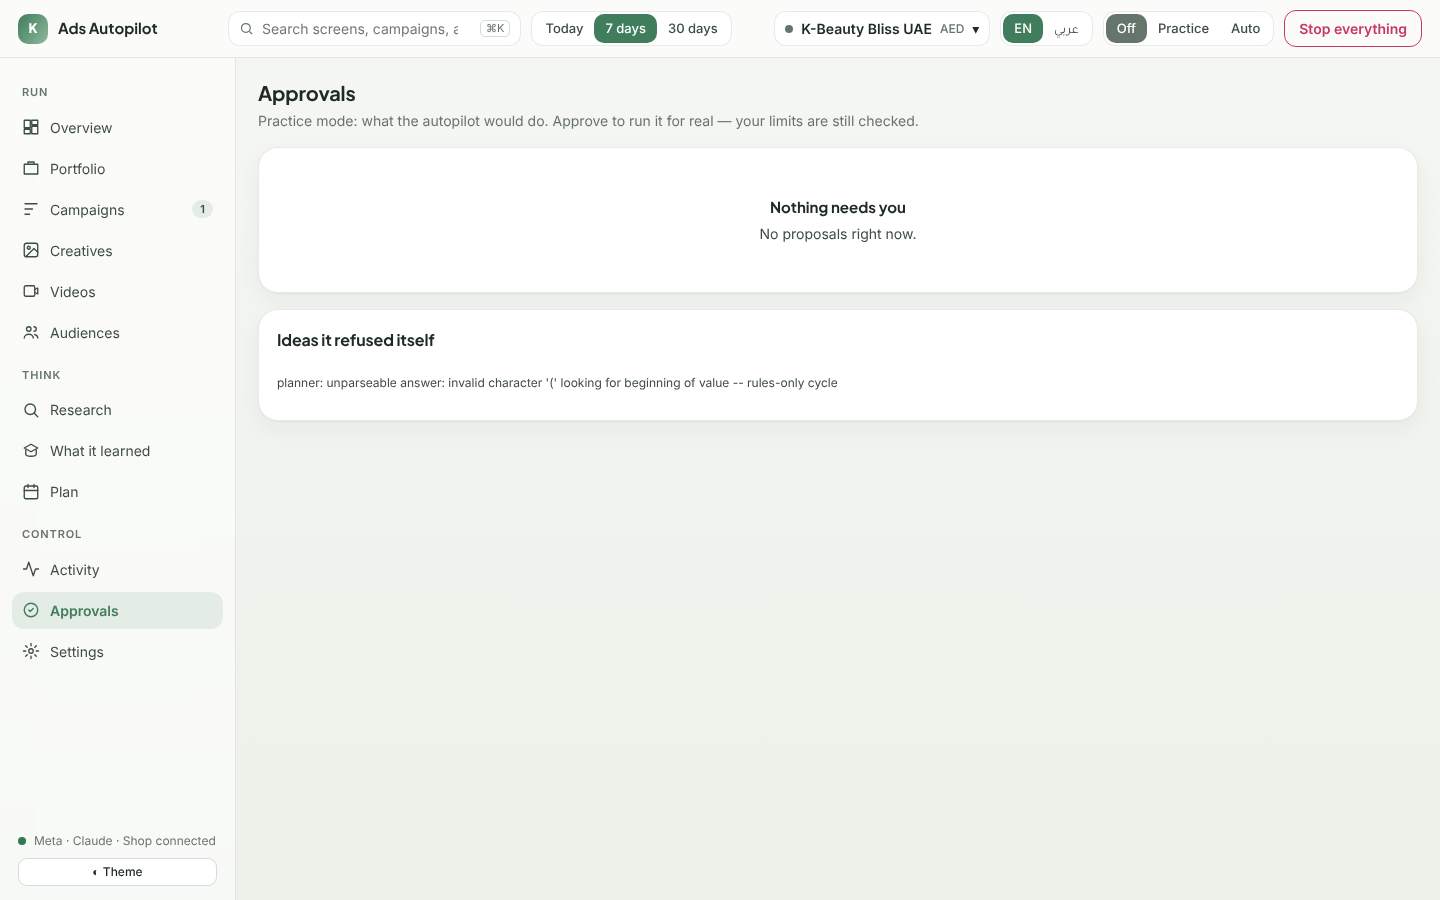 K Ads Autopilot
Search screens, campaigns, a ⌘K
Today 7 days 30 days
K-Beauty Bliss UAE AED ▾
EN عربي
Off Practice Auto
Stop everything
RUN
Overview
Portfolio
Campaigns 1
Creatives
Videos
Audiences
THINK
Research
What it learned
Plan
CONTROL
Activity
Approvals
Settings
Meta · Claude · Shop connected
Theme
Approvals
Practice mode: what the autopilot would do. Approve to run it for real — your limits are still checked.
Nothing needs you
No proposals right now.
Ideas it refused itself
planner: unparseable answer: invalid character '(' looking for beginning of value -- rules-only cycle